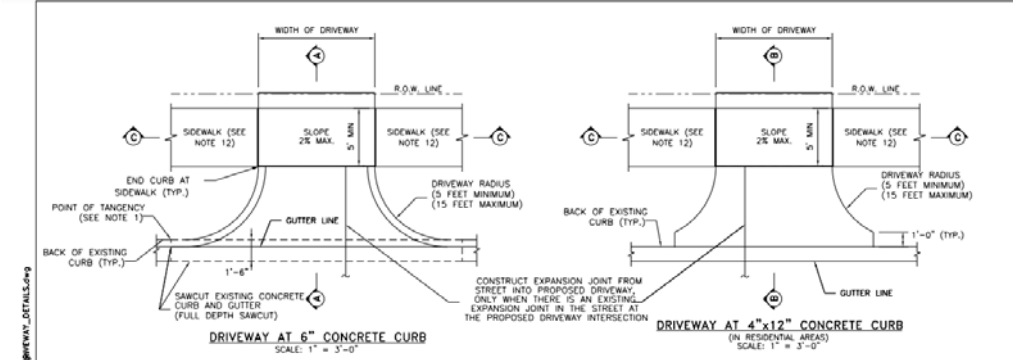 WIDTH OF DRIVEWAY
A
R.O.W. LINE
C
SIDEWALK (SEE
NOTE 12)
SLOPE
2% MAX.
5' MIN
SIDEWALK (SEE
NOTE 12)
C
END CURB AT
SIDEWALK (TYP.)
DRIVEWAY RADIUS
(5 FEET MINIMUM)
(15 FEET MAXIMUM)
POINT OF TANGENCY
(SEE NOTE 1)
GUTTER LINE
BACK OF EXISTING
CURB (TYP.)
1'-6"
SAWCUT EXISTING CONCRETE
CURB AND GUTTER
(FULL DEPTH SAWCUT)
A
DRIVEWAY AT 6" CONCRETE CURB
SCALE: 1" = 3'-0"
CONSTRUCT EXPANSION JOINT FROM
STREET INTO PROPOSED DRIVEWAY,
ONLY WHEN THERE IS AN EXISTING
EXPANSION JOINT IN THE STREET AT
THE PROPOSED DRIVEWAY INTERSECTION
WIDTH OF DRIVEWAY
B
R.O.W. LINE
C
SIDEWALK (SEE
NOTE 12)
SLOPE
2% MAX.
5' MIN
SIDEWALK (SEE
NOTE 12)
C
DRIVEWAY RADIUS
(5 FEET MINIMUM)
(15 FEET MAXIMUM)
BACK OF EXISTING
CURB (TYP.)
1'-0" (TYP.)
GUTTER LINE
B
DRIVEWAY AT 4"x12" CONCRETE CURB
(IN RESIDENTIAL AREAS)
SCALE: 1" = 3'-0"
RIVEWAY_DETAILS.dwg